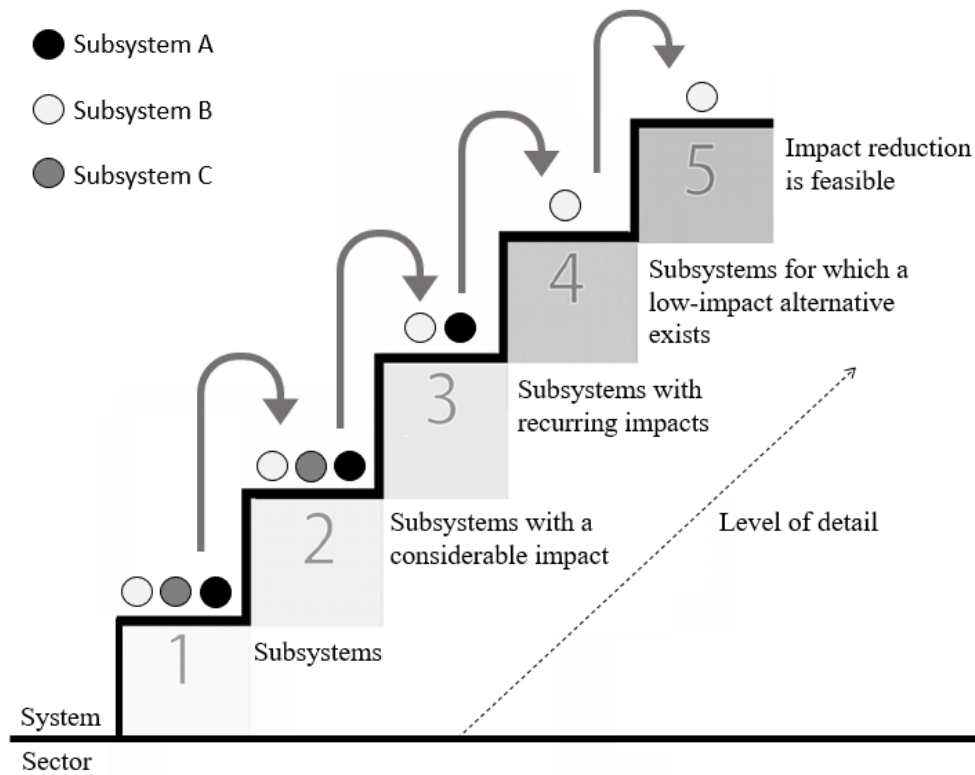 Subsystem A
Subsystem B
Subsystem C
5
Impact reduction
is feasible
4
Subsystems for which a
low-impact alternative
exists
3
Subsystems with
recurring impacts
2
Subsystems with a
considerable impact
Level of detail
1
Subsystems
System
Sector